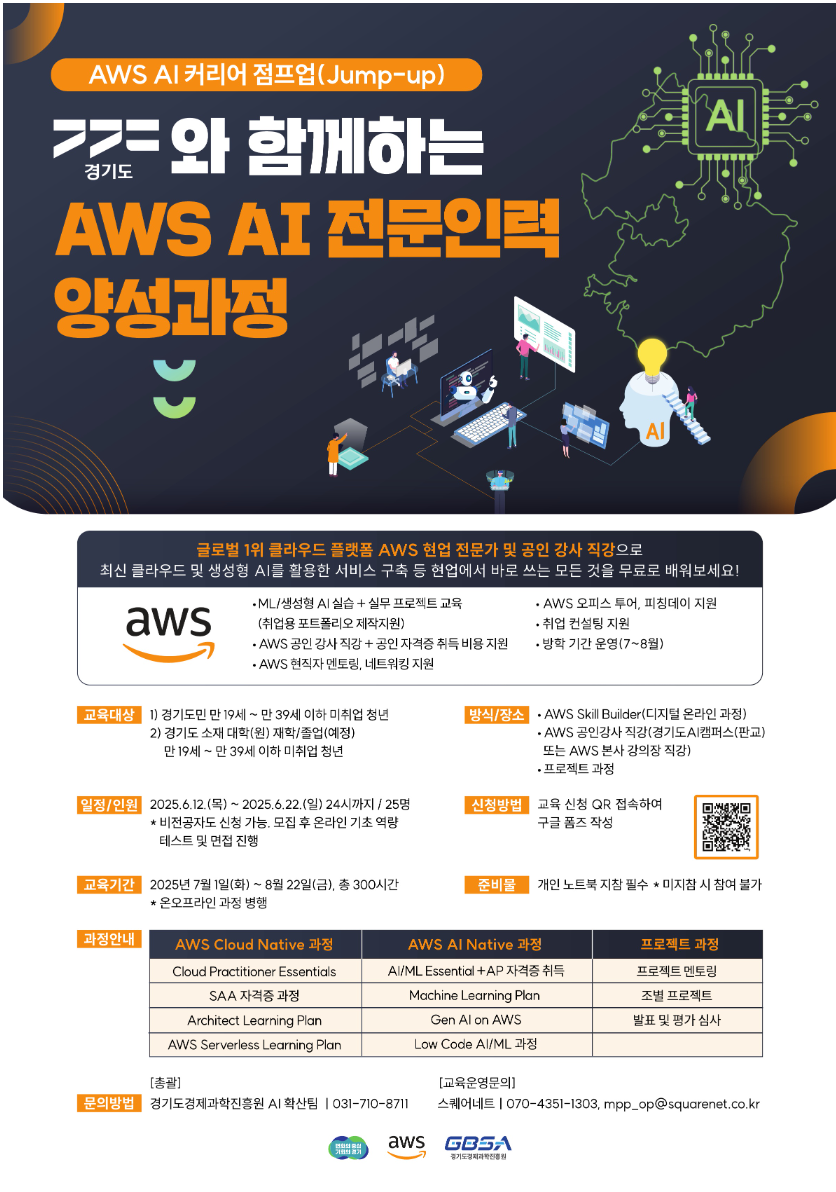 AWS AI 커리어 점프업(Jump-up)
경기도
와 함께하는
AWS AI 전문인력
양성과정
AI
AI
글로벌 1위 클라우드 플랫폼 AWS 현업 전문가 및 공인 강사 직강으로
최신 클라우드 및 생성형 AI를 활용한 서비스 구축 등 현업에서 바로 쓰는 모든 것을 무료로 배워보세요!
aws
• ML/생성형 AI 실습 + 실무 프로젝트 교육
(취업용 포트폴리오 제작지원)
• AWS 공인 강사 직강 + 공인 자격증 취득 비용 지원
• AWS 현직자 멘토링, 네트워킹 지원
• AWS 오피스 투어, 피칭데이 지원
• 취업 컨설팅 지원
• 방학 기간 운영(7~8월)
교육대상
1) 경기도민 만 19세 ~ 만 39세 이하 미취업 청년
2) 경기도 소재 대학(원) 재학/졸업(예정)
만 19세 ~ 만 39세 이하 미취업 청년
방식/장소
• AWS Skill Builder(디지털 온라인 과정)
• AWS 공인강사 직강(경기도AI캠퍼스(판교)
또는 AWS 본사 강의장 직강)
• 프로젝트 과정
일정/인원
2025.6.12.(목) ~ 2025.6.22.(일) 24시까지 / 25명
* 비전공자도 신청 가능. 모집 후 온라인 기초 역량
테스트 및 면접 진행
신청방법
교육 신청 QR 접속하여
구글 폼즈 작성
교육기간
2025년 7월 1일(화) ~ 8월 22일(금), 총 300시간
* 온오프라인 과정 병행
준비물
개인 노트북 지참 필수 * 미지참 시 참여 불가
과정안내
AWS Cloud Native 과정 AWS AI Native 과정 프로젝트 과정
Cloud Practitioner Essentials AI/ML Essential +AP 자격증 취득 프로젝트 멘토링
SAA 자격증 과정 Machine Learning Plan 조별 프로젝트
Architect Learning Plan Gen AI on AWS 발표 및 평가 심사
AWS Serverless Learning Plan Low Code AI/ML 과정
문의방법
[총괄]
경기도경제과학진흥원 AI 확산팀 | 031-710-8711
[교육운영문의]
스퀘어네트 | 070-4351-1303, mpp_op@squarenet.co.kr
변화의 중심
기회의 경기
aws
GBSA
경기도경제과학진흥원